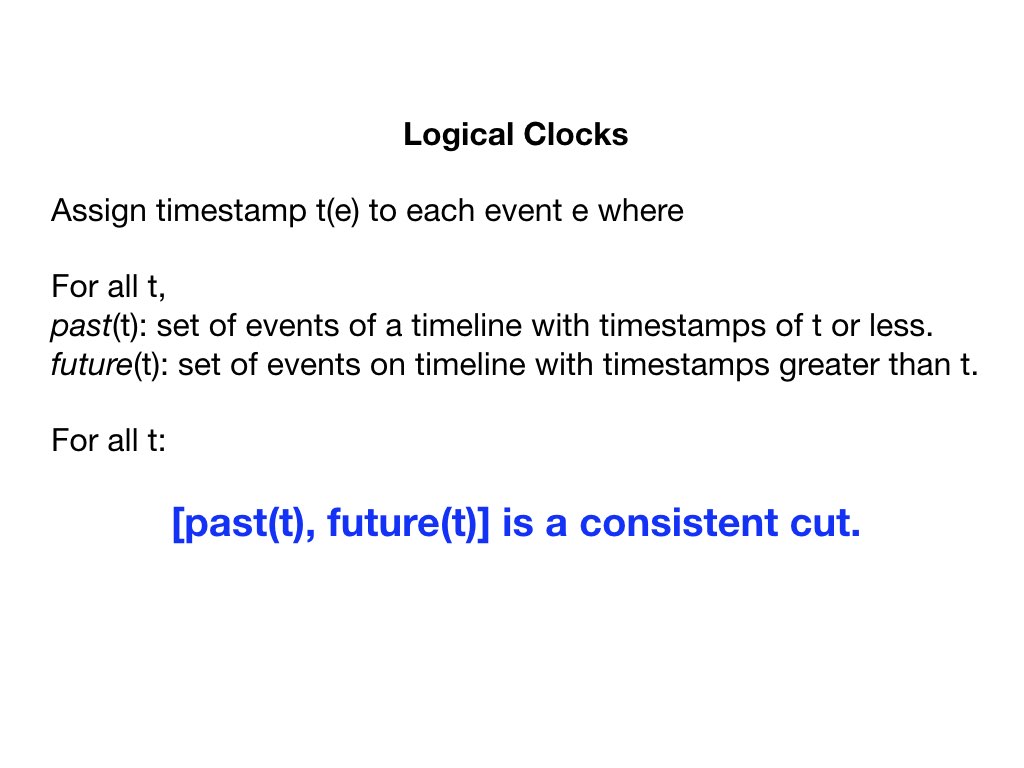 Logical Clocks
Assign timestamp t(e) to each event e where
For all t,
past(t): set of events of a timeline with timestamps of t or less.
future(t): set of events on timeline with timestamps greater than t.
For all t:
[past(t), future(t)] is a consistent cut.